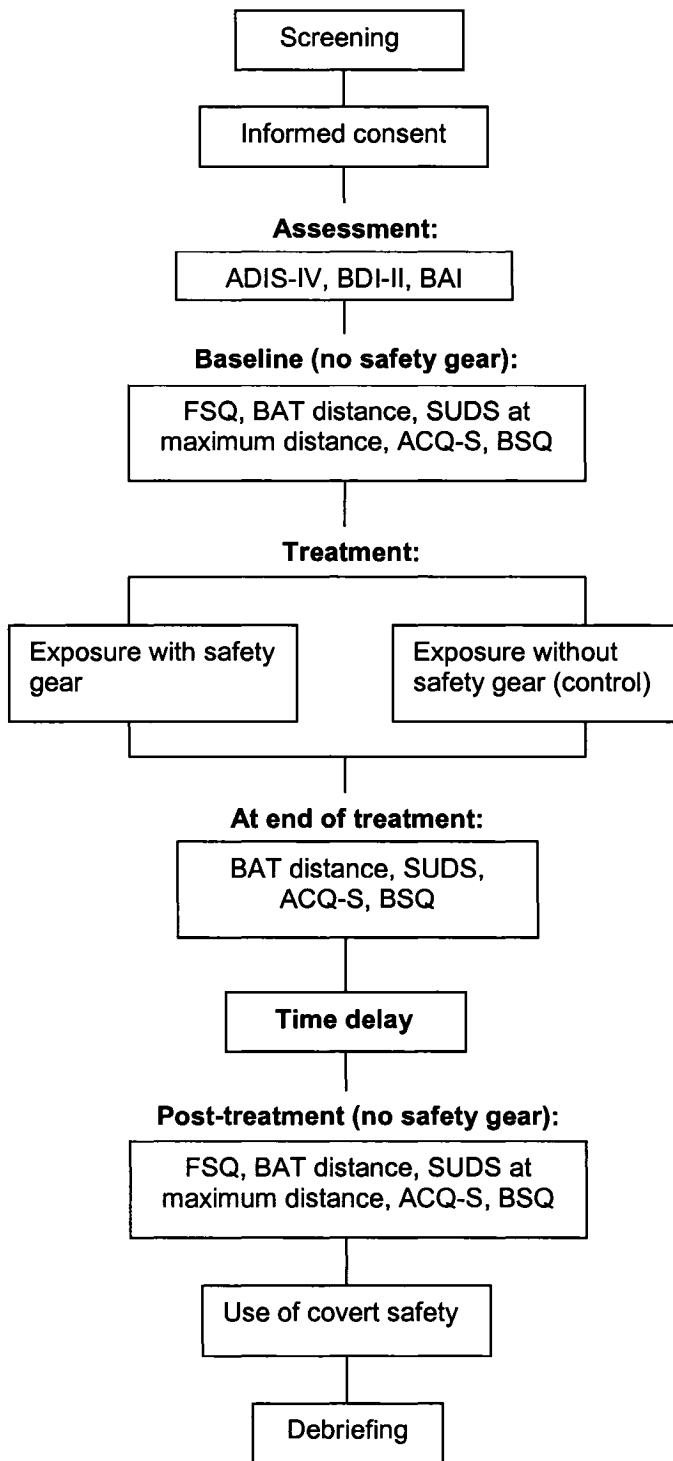 Screening
Informed consent
Assessment:
ADIS-IV, BDI-II, BAI
Baseline (no safety gear):
FSQ, BAT distance, SUDS at
maximum distance, ACQ-S, BSQ
Treatment:
Exposure with safety
gear
Exposure without
safety gear (control)
At end of treatment:
BAT distance, SUDS,
ACQ-S, BSQ
Time delay
Post-treatment (no safety gear):
FSQ, BAT distance, SUDS at
maximum distance, ACQ-S, BSQ
Use of covert safety
Debriefing